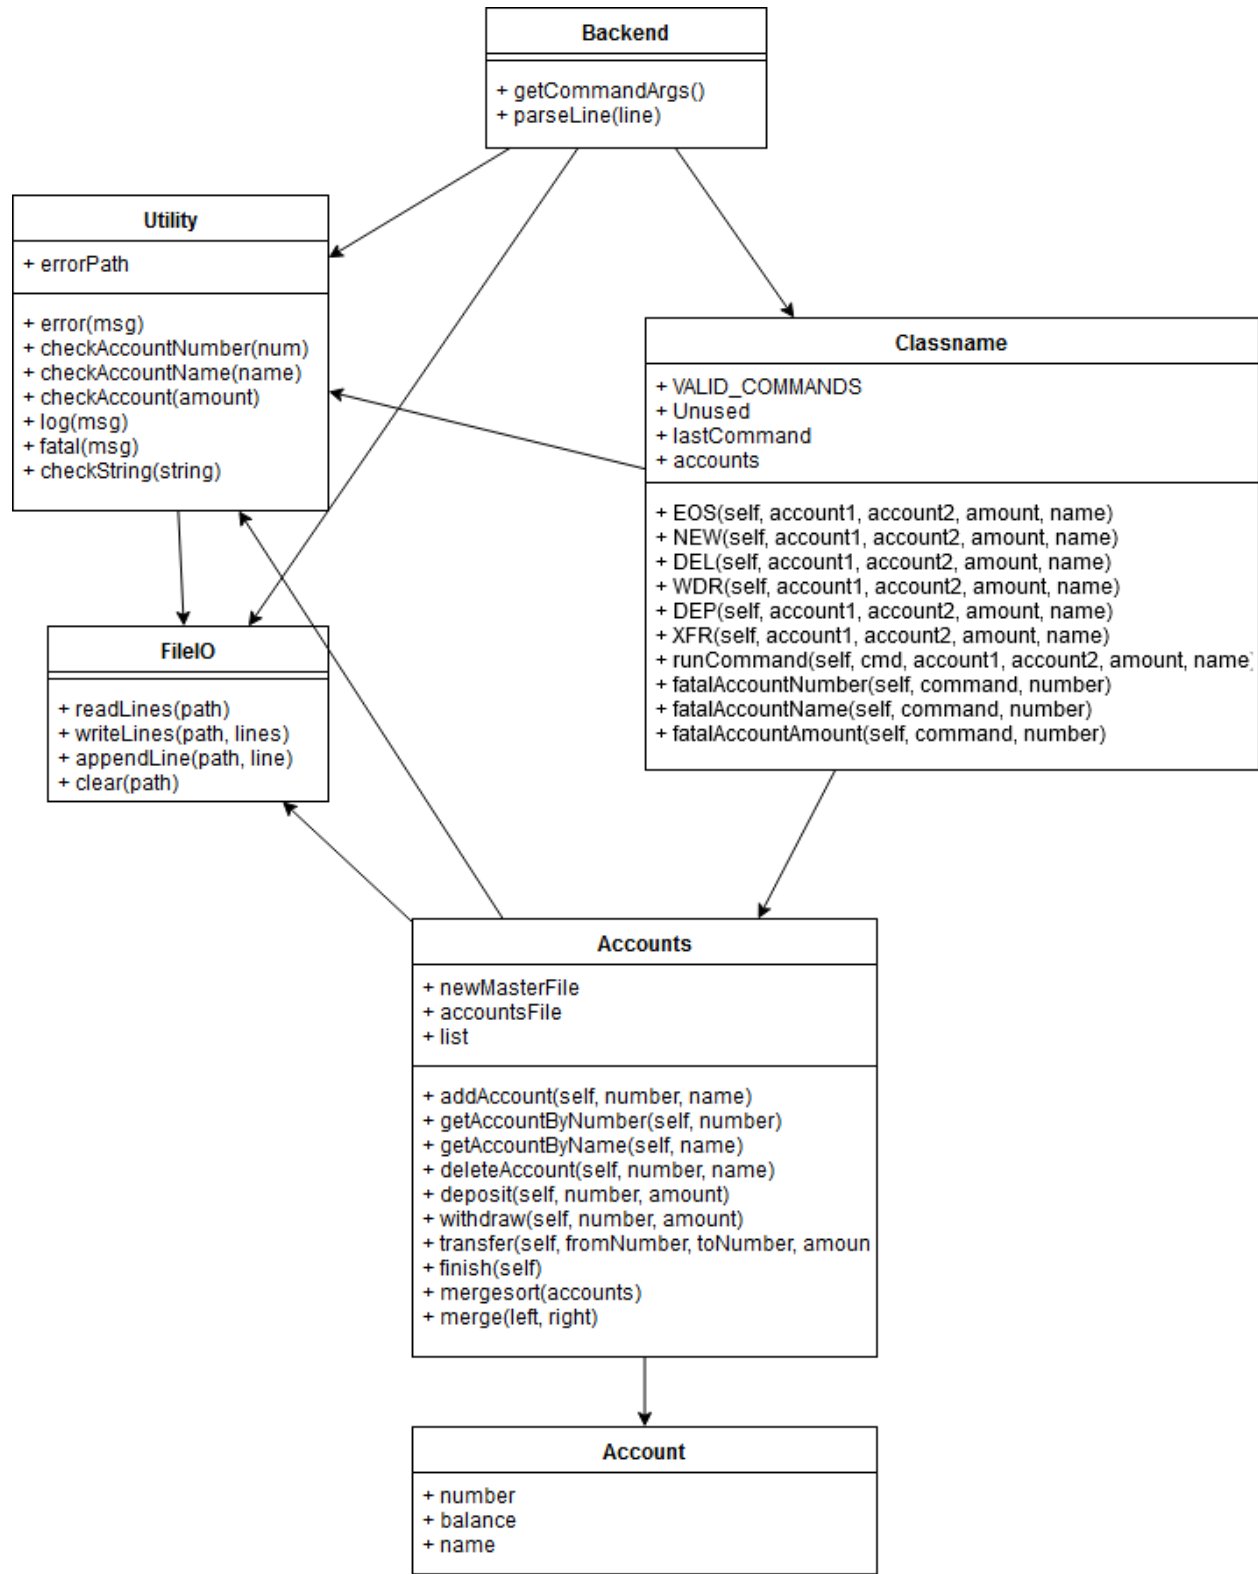 Backend
+ getCommandArgs()
+ parseLine(line)
Utility
+ errorPath
+ error(msg)
+ checkAccountNumber(num)
+ checkAccountName(name)
+ checkAccount(amount)
+ log(msg)
+ fatal(msg)
+ checkString(string)
Classname
+ VALID_COMMANDS
+ Unused
+ lastCommand
+ accounts
+ EOS(self, account1, account2, amount, name)
+ NEW(self, account1, account2, amount, name)
+ DEL(self, account1, account2, amount, name)
+ WDR(self, account1, account2, amount, name)
+ DEP(self, account1, account2, amount, name)
+ XFR(self, account1, account2, amount, name)
+ runCommand(self, cmd, account1, account2, amount, name)
+ fatalAccountNumber(self, command, number)
+ fatalAccountName(self, command, number)
+ fatalAccountAmount(self, command, number)
FileIO
+ readLines(path)
+ writeLines(path, lines)
+ appendLine(path, line)
+ clear(path)
Accounts
+ newMasterFile
+ accountsFile
+ list
+ addAccount(self, number, name)
+ getAccountByNumber(self, number)
+ getAccountByName(self, name)
+ deleteAccount(self, number, name)
+ deposit(self, number, amount)
+ withdraw(self, number, amount)
+ transfer(self, fromNumber, toNumber, amoun
+ finish(self)
+ mergesort(accounts)
+ merge(left, right)
Account
+ number
+ balance
+ name